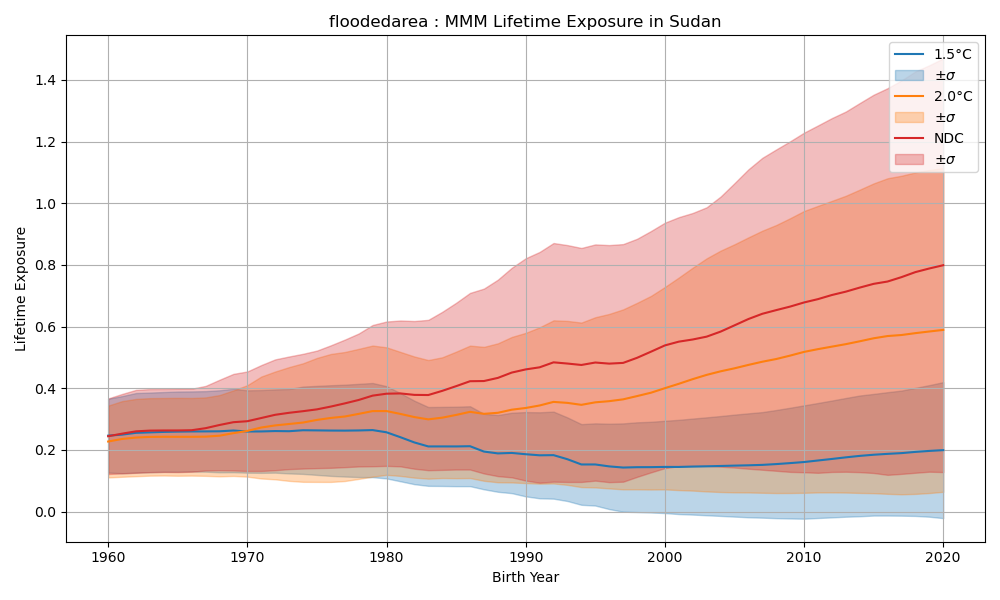 floodedarea : MMM Lifetime Exposure in Sudan
1.5°C
±σ
2.0°C
±σ
NDC
±σ
Lifetime Exposure
1.4
1.2
1.0
0.8
0.6
0.4
0.2
0.0
1960 1970 1980 1990 2000 2010 2020
Birth Year